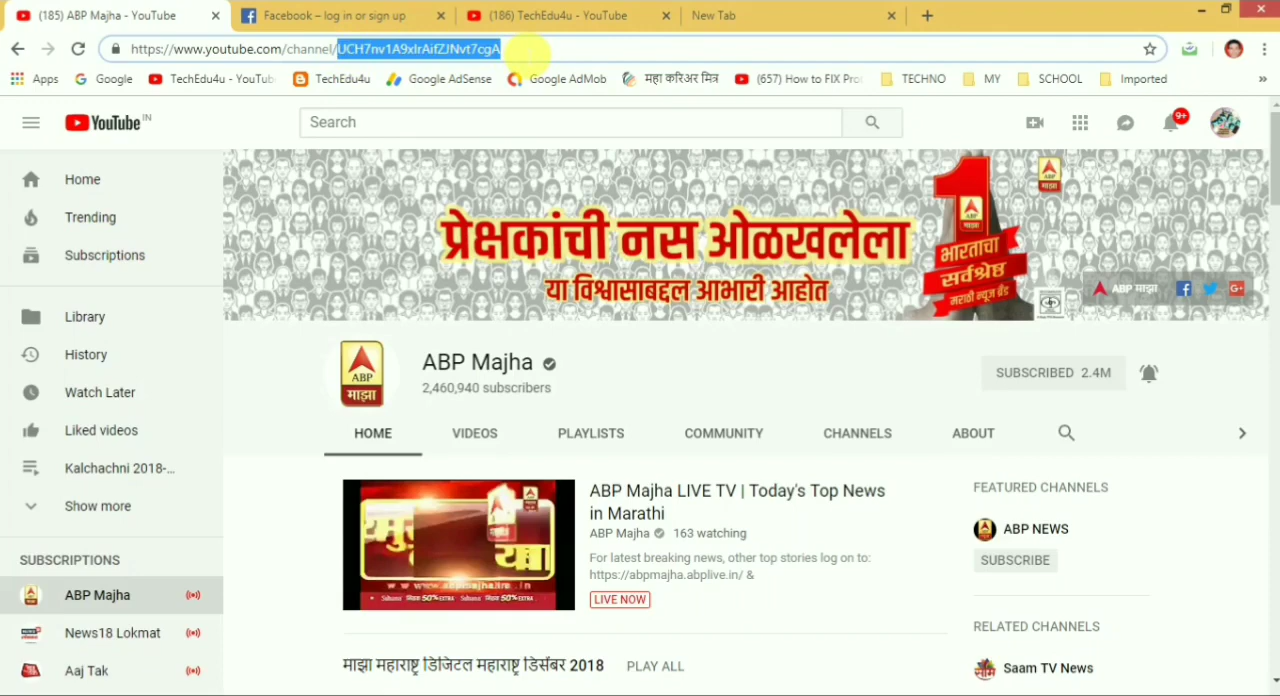 (185) ABP Majha - YouTube
Facebook – log in or sign up
(186) TechEdu4u - YouTube
New Tab
https://www.youtube.com/channel/UCH7nv1A9xIrAifZJNvt7cgA
Apps
Google
TechEdu4u - YouTub
TechEdu4u
Google AdSense
Google AdMob
महा करिअर मित्र
(657) How to FIX Pro
TECHNO
MY
SCHOOL
Imported
YouTube IN
Search
9+
Home
Trending
Subscriptions
Library
History
Watch Later
Liked videos
Kalchachni 2018-...
Show more
SUBSCRIPTIONS
ABP Majha
News18 Lokmat
Aaj Tak
प्रेक्षकांची नस ओळखलेला
या विश्वासाबद्दल आभारी आहोत
1
भारताचा
सर्वश्रेष्ठ
मराठी न्यूज ब्रँड
ABP माझा
ABP
माझा
ABP Majha
2,460,940 subscribers
SUBSCRIBED 2.4M
HOME
VIDEOS
PLAYLISTS
COMMUNITY
CHANNELS
ABOUT
ABP Majha LIVE TV | Today's Top News
in Marathi
ABP Majha
163 watching
For latest breaking news, other top stories log on to:
https://abpmajha.abplive.in/ &
LIVE NOW
माझा महाराष्ट्र डिजिटल महाराष्ट्र डिसेंबर 2018
PLAY ALL
FEATURED CHANNELS
ABP NEWS
SUBSCRIBE
RELATED CHANNELS
Saam TV News